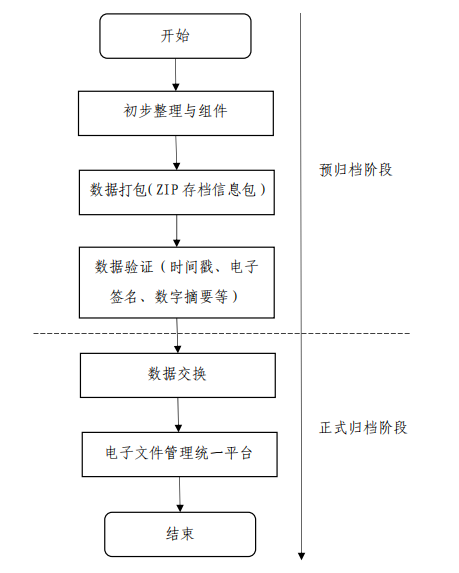 开始
初步整理与组件
预归档阶段
数据打包(ZIP 存档信息包)
数据验证（时间戳、电子
签名、数字摘要等）
数据交换
正式归档阶段
电子文件管理统一平台
结束